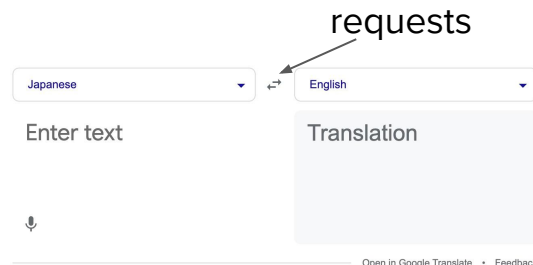 requests
Japanese
English
Enter text
Translation
Open in Google Translate • Feedbac